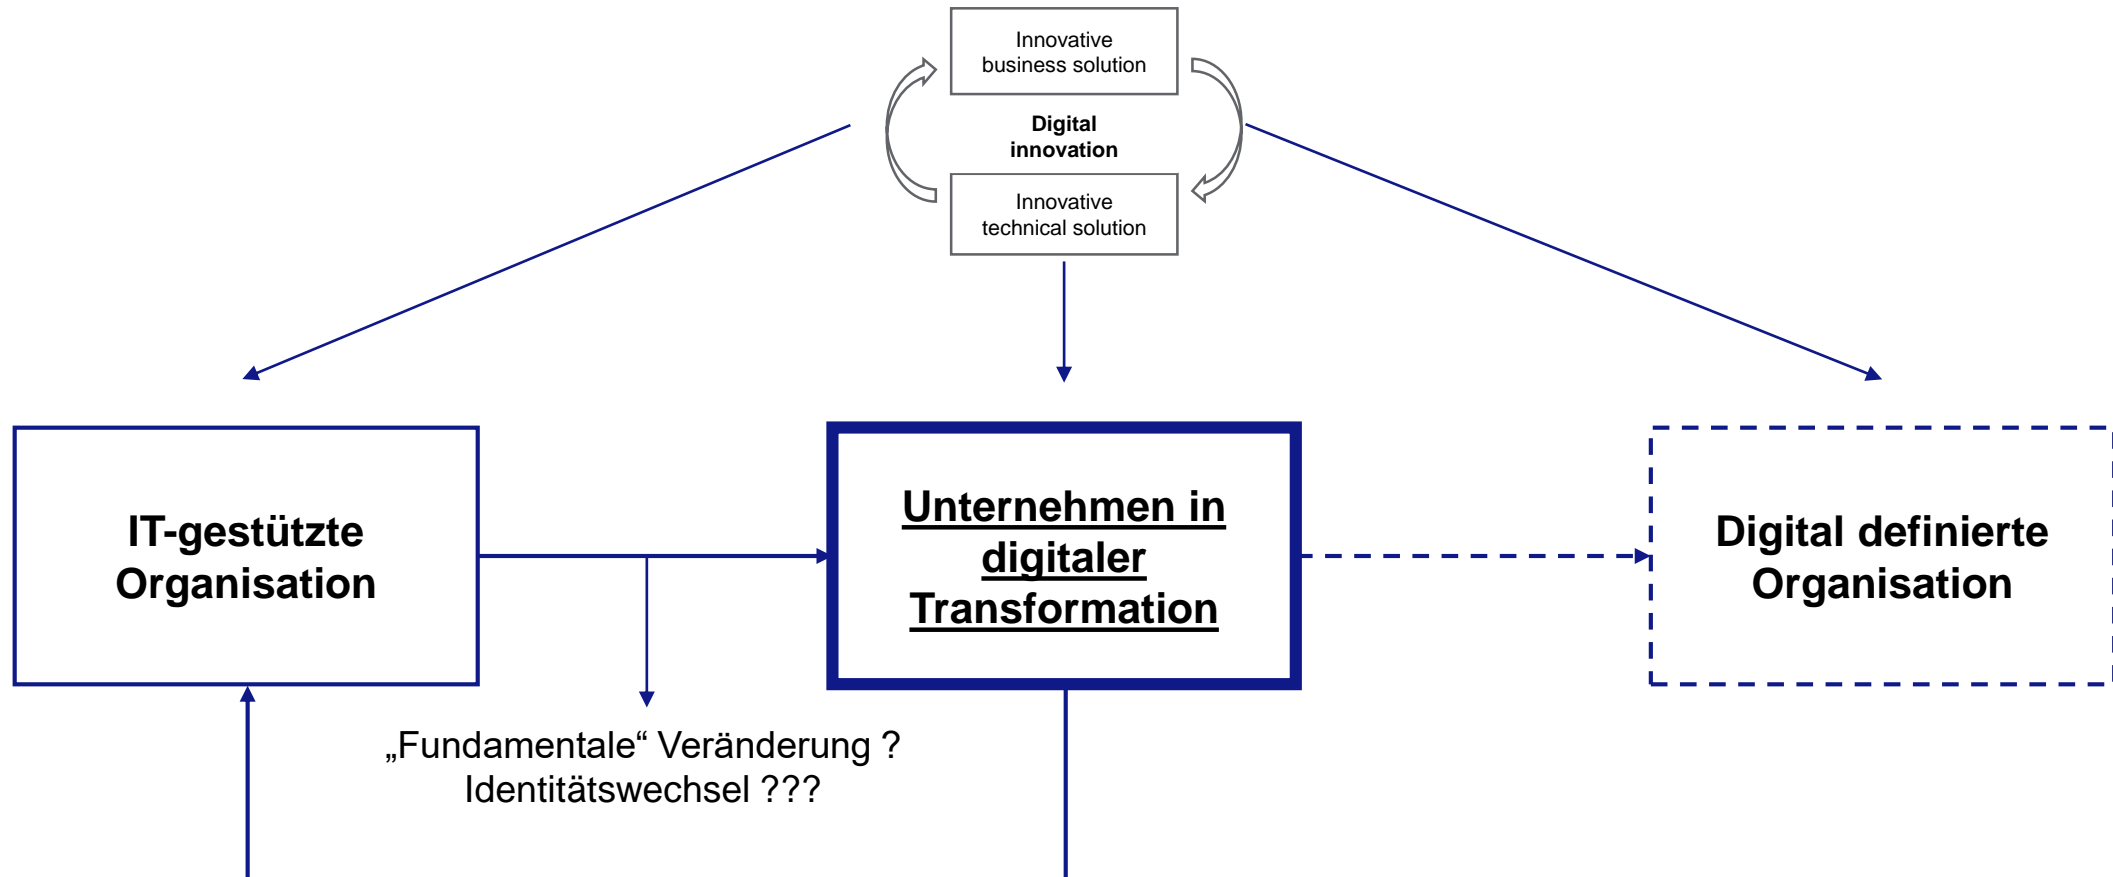 Innovative
business solution
Digital
innovation
Innovative
technical solution
IT-gestützte
Organisation
Unternehmen in
digitaler
Transformation
Digital definierte
Organisation
„Fundamentale“ Veränderung ?
Identitätswechsel ???